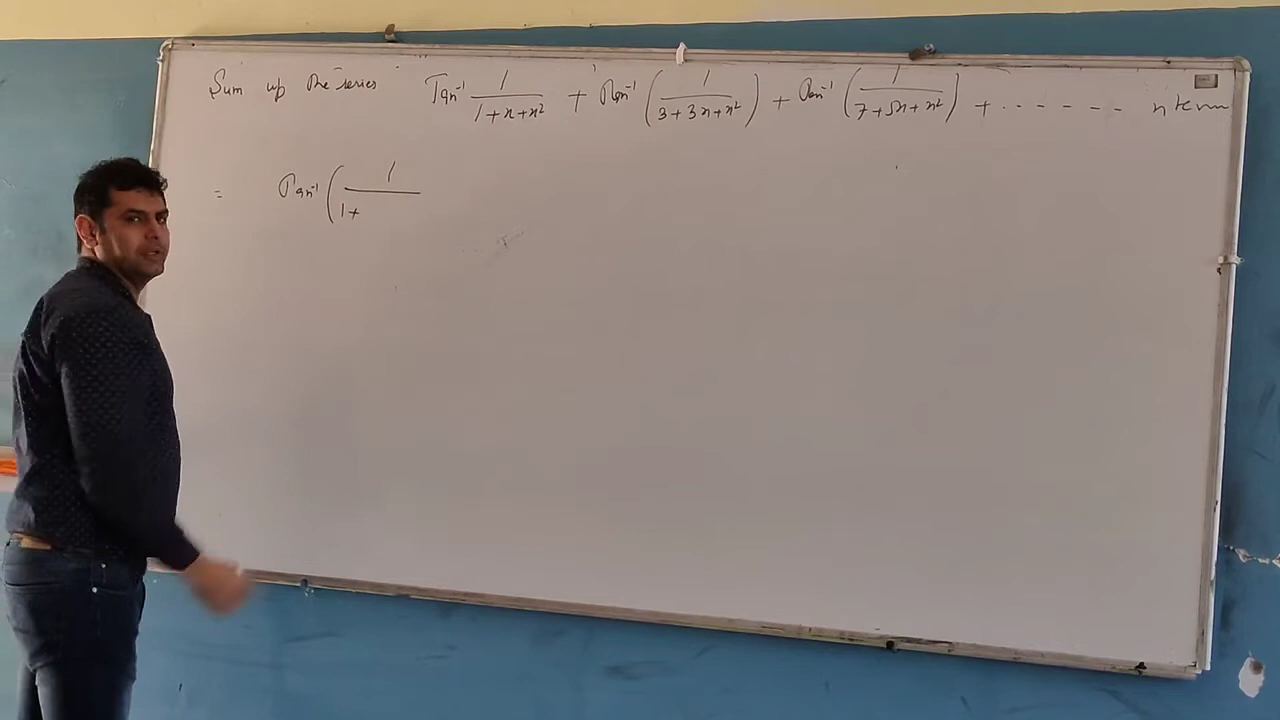 Sum up the series Tan⁻¹ 1/(1+x+x²) + Tan⁻¹ (1/(3+3x+x²)) + Tan⁻¹ (1/(7+5x+x²)) + ------ n term
= Tan⁻¹ (1/(1+